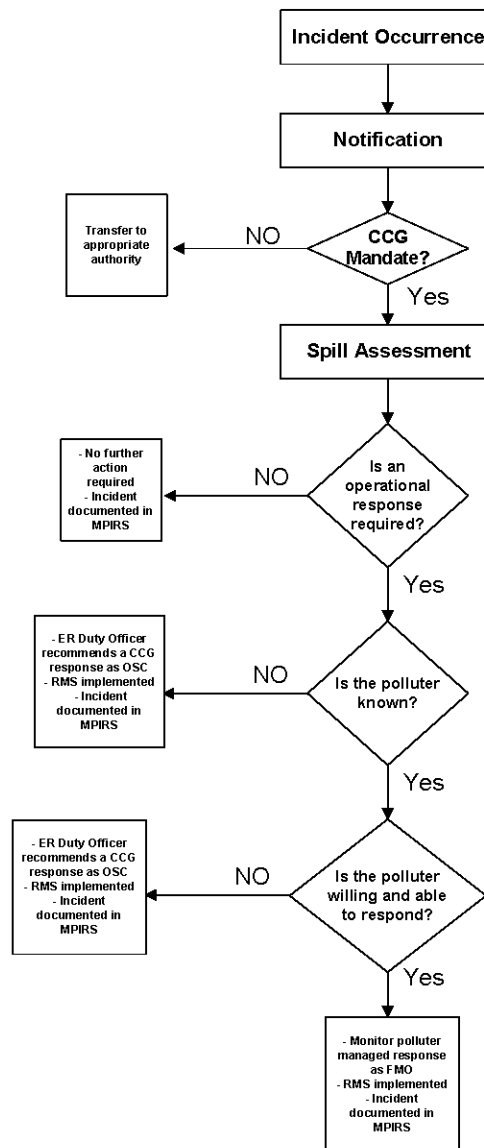 Incident Occurrence
Notification
CCG
Mandate?
NO
Transfer to
appropriate
authority
Yes
Spill Assessment
Is an
operational
response
required?
NO
- No further
action
required
- Incident
documented in
MPIRS
Yes
Is the polluter
known?
NO
- ER Duty Officer
recommends a CCG
response as OSC
- RMS implemented
- Incident
documented in
MPIRS
Yes
Is the polluter
willing and able
to respond?
NO
- ER Duty Officer
recommends a CCG
response as OSC
- RMS implemented
- Incident
documented in
MPIRS
Yes
- Monitor polluter
managed response
as FMO
- RMS implemented
- Incident
documented in
MPIRS